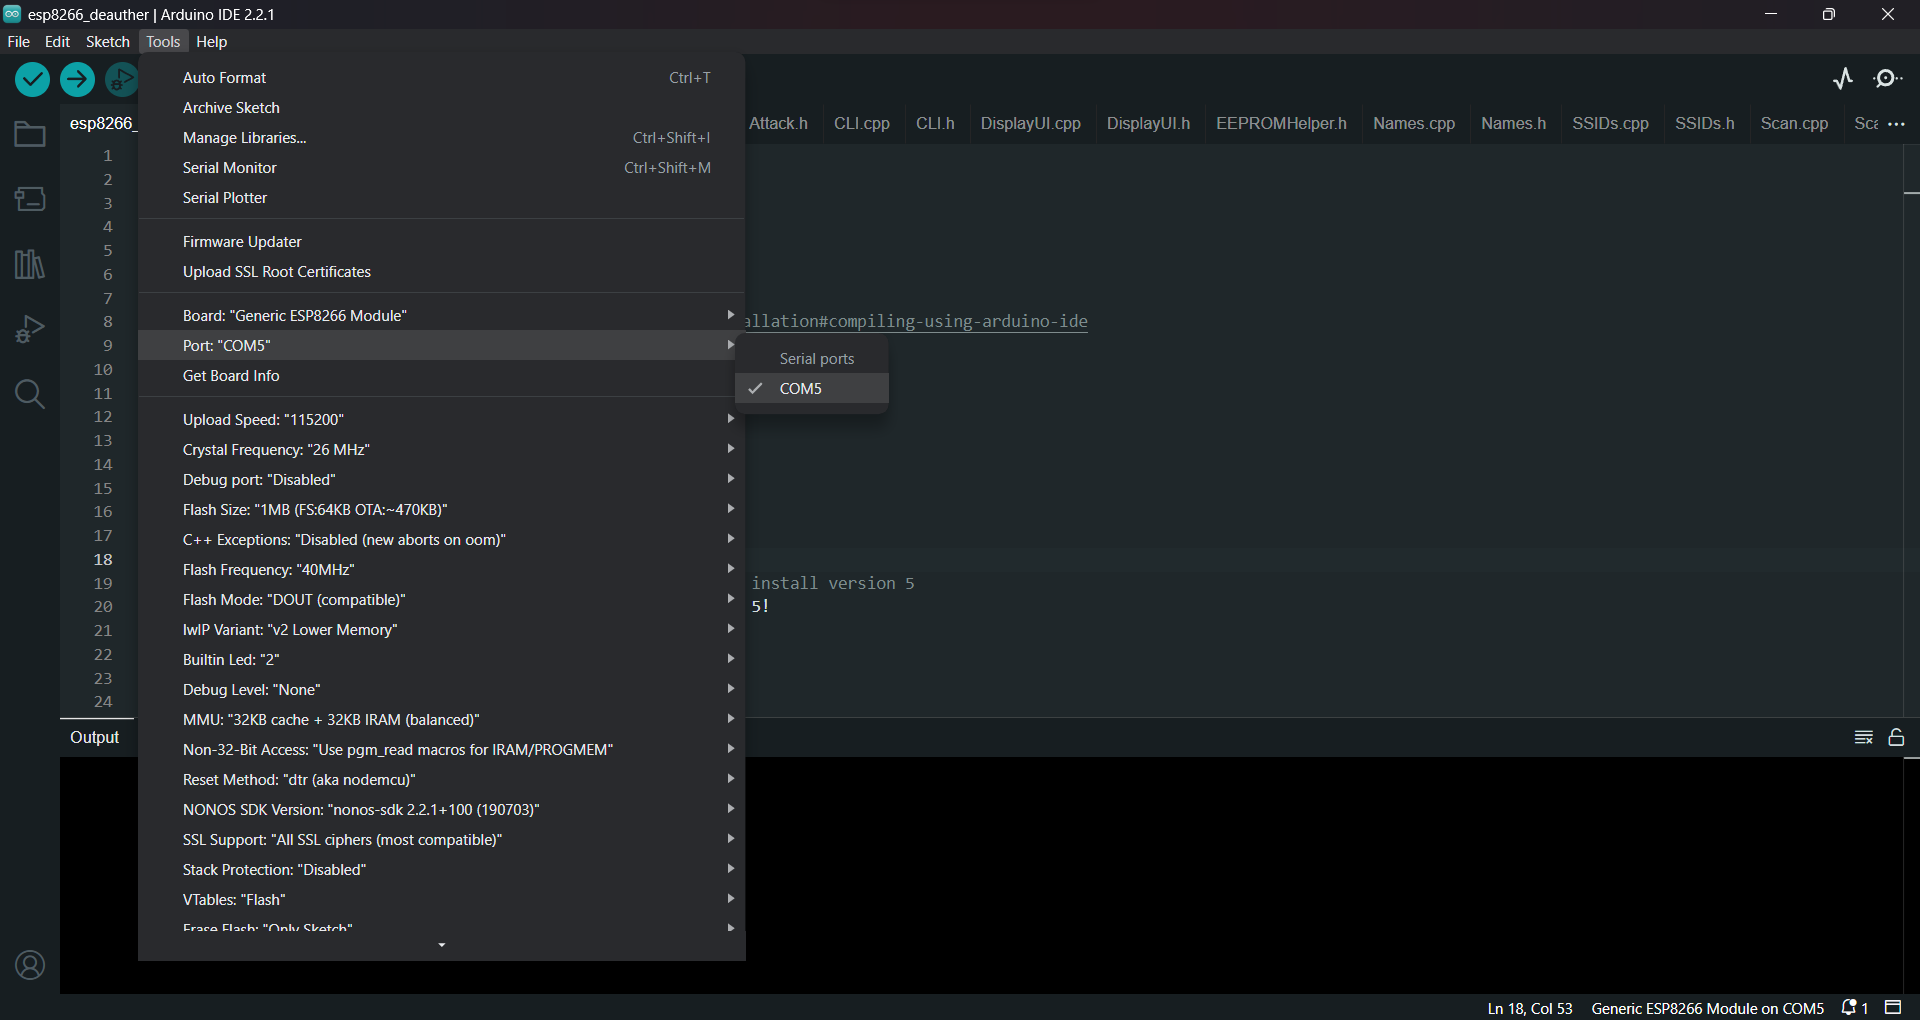 esp8266_deauther | Arduino IDE 2.2.1
File Edit Sketch Tools Help
Auto Format Ctrl+T
Archive Sketch
Manage Libraries... Ctrl+Shift+I
Serial Monitor Ctrl+Shift+M
Serial Plotter
Firmware Updater
Upload SSL Root Certificates
Board: "Generic ESP8266 Module"
Port: "COM5"
Get Board Info
Upload Speed: "115200"
Crystal Frequency: "26 MHz"
Debug port: "Disabled"
Flash Size: "1MB (FS:64KB OTA:~470KB)"
C++ Exceptions: "Disabled (new aborts on oom)"
Flash Frequency: "40MHz"
Flash Mode: "DOUT (compatible)"
lwIP Variant: "v2 Lower Memory"
Builtin Led: "2"
Debug Level: "None"
MMU: "32KB cache + 32KB IRAM (balanced)"
Non-32-Bit Access: "Use pgm_read macros for IRAM/PROGMEM"
Reset Method: "dtr (aka nodemcu)"
NONOS SDK Version: "nonos-sdk 2.2.1+100 (190703)"
SSL Support: "All SSL ciphers (most compatible)"
Stack Protection: "Disabled"
VTables: "Flash"
Erase Flash: "Only Sketch"
Serial ports
COM5
esp8266_
Attack.h CLI.cpp CLI.h DisplayUI.cpp DisplayUI.h EEPROMHelper.h Names.cpp Names.h SSIDs.cpp SSIDs.h Scan.cpp Sca
1
2
3
4
5
6
7
8
allation#compiling-using-arduino-ide
9
10
11
12
13
14
15
16
17
18
19
install version 5
20
5!
21
22
23
24
Output
Ln 18, Col 53 Generic ESP8266 Module on COM5 1